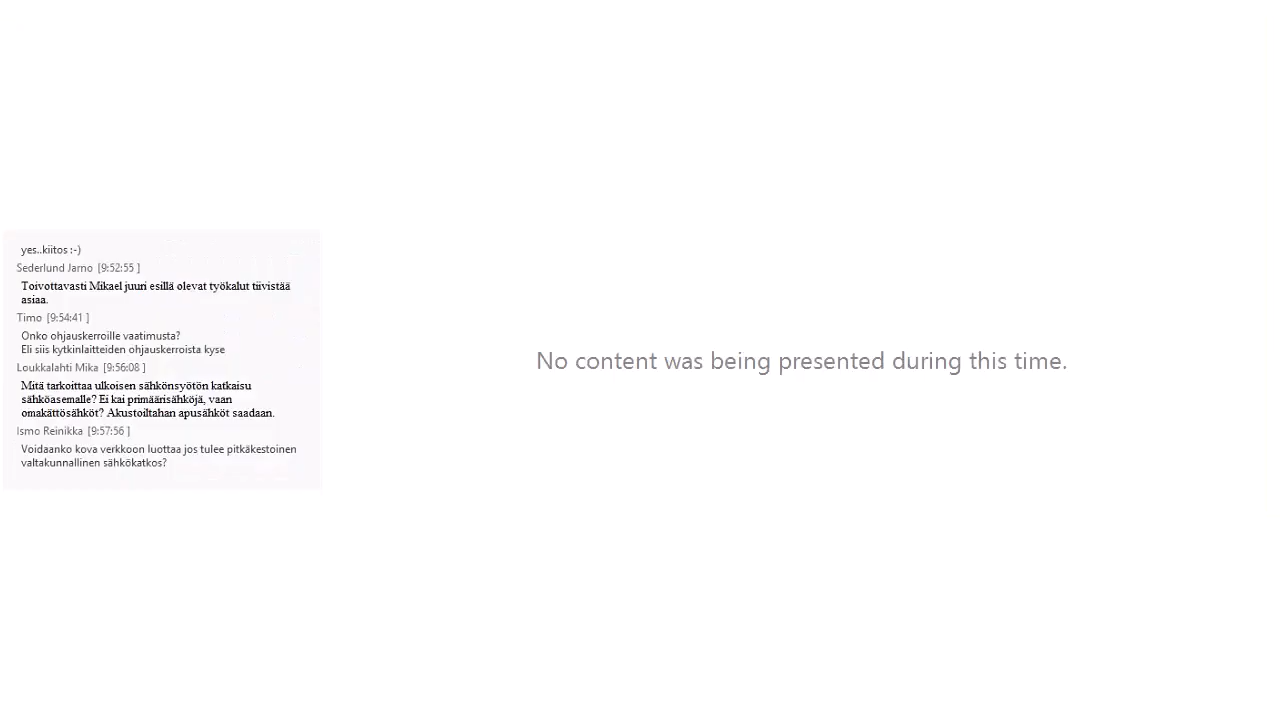 yes..kiitos :-)
Sederlund Jarno [9:52:55 ]
Toivottavasti Mikael juuri esillä olevat työkalut tiivistää
asiaa.
Timo [9:54:41 ]
Onko ohjauskerroille vaatimusta?
Eli siis kytkinlaitteiden ohjauskerroista kyse
Loukkalahti Mika [9:56:08 ]
Mitä tarkoittaa ulkoisen sähkönsyötön katkaisu
sähköasemalle? Ei kai primäärisähköjä, vaan
omakättösähköt? Akustoiltahan apusähköt saadaan.
Ismo Reinikka [9:57:56 ]
Voidaanko kova verkkoon luottaa jos tulee pitkäkestoinen
valtakunnallinen sähkökatkos?
No content was being presented during this time.